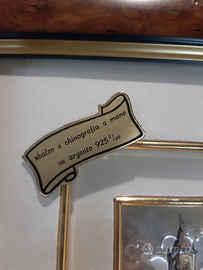 sbalzo e chinografia a mano
su argento 925°/oo